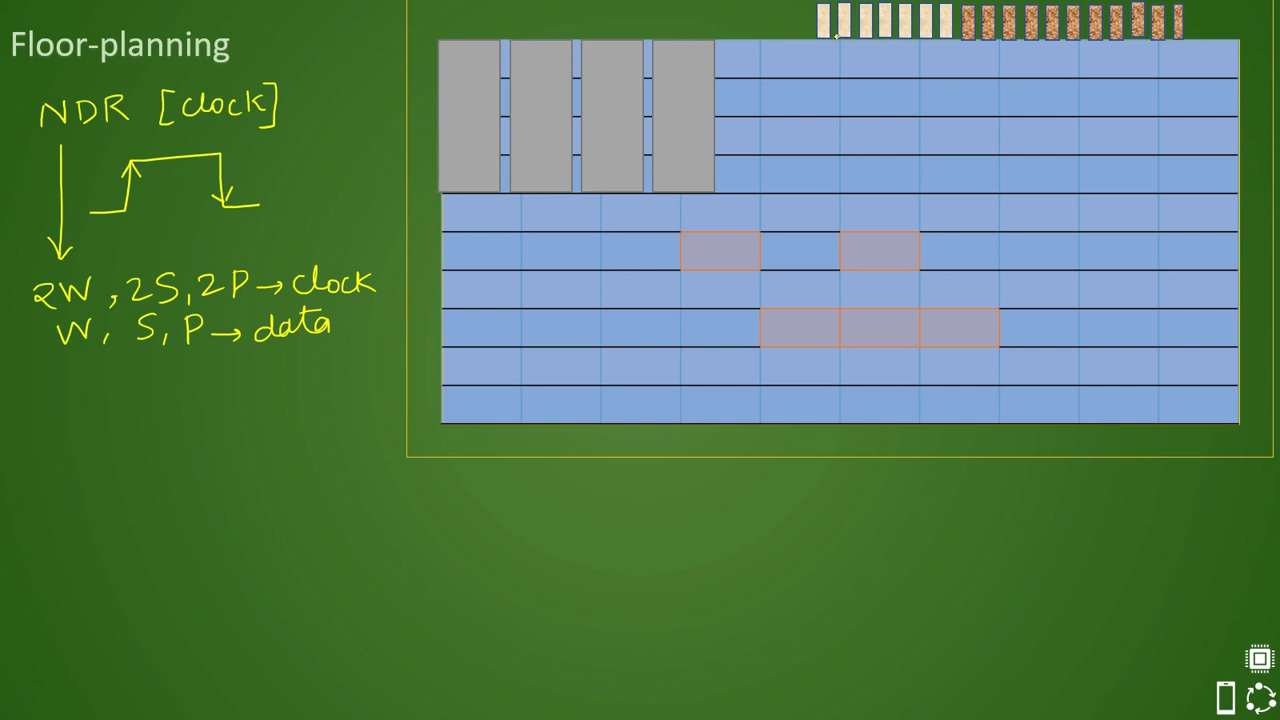 Floor-planning
NDR [clock]
2W, 2S, 2P → clock
W, S, P → data